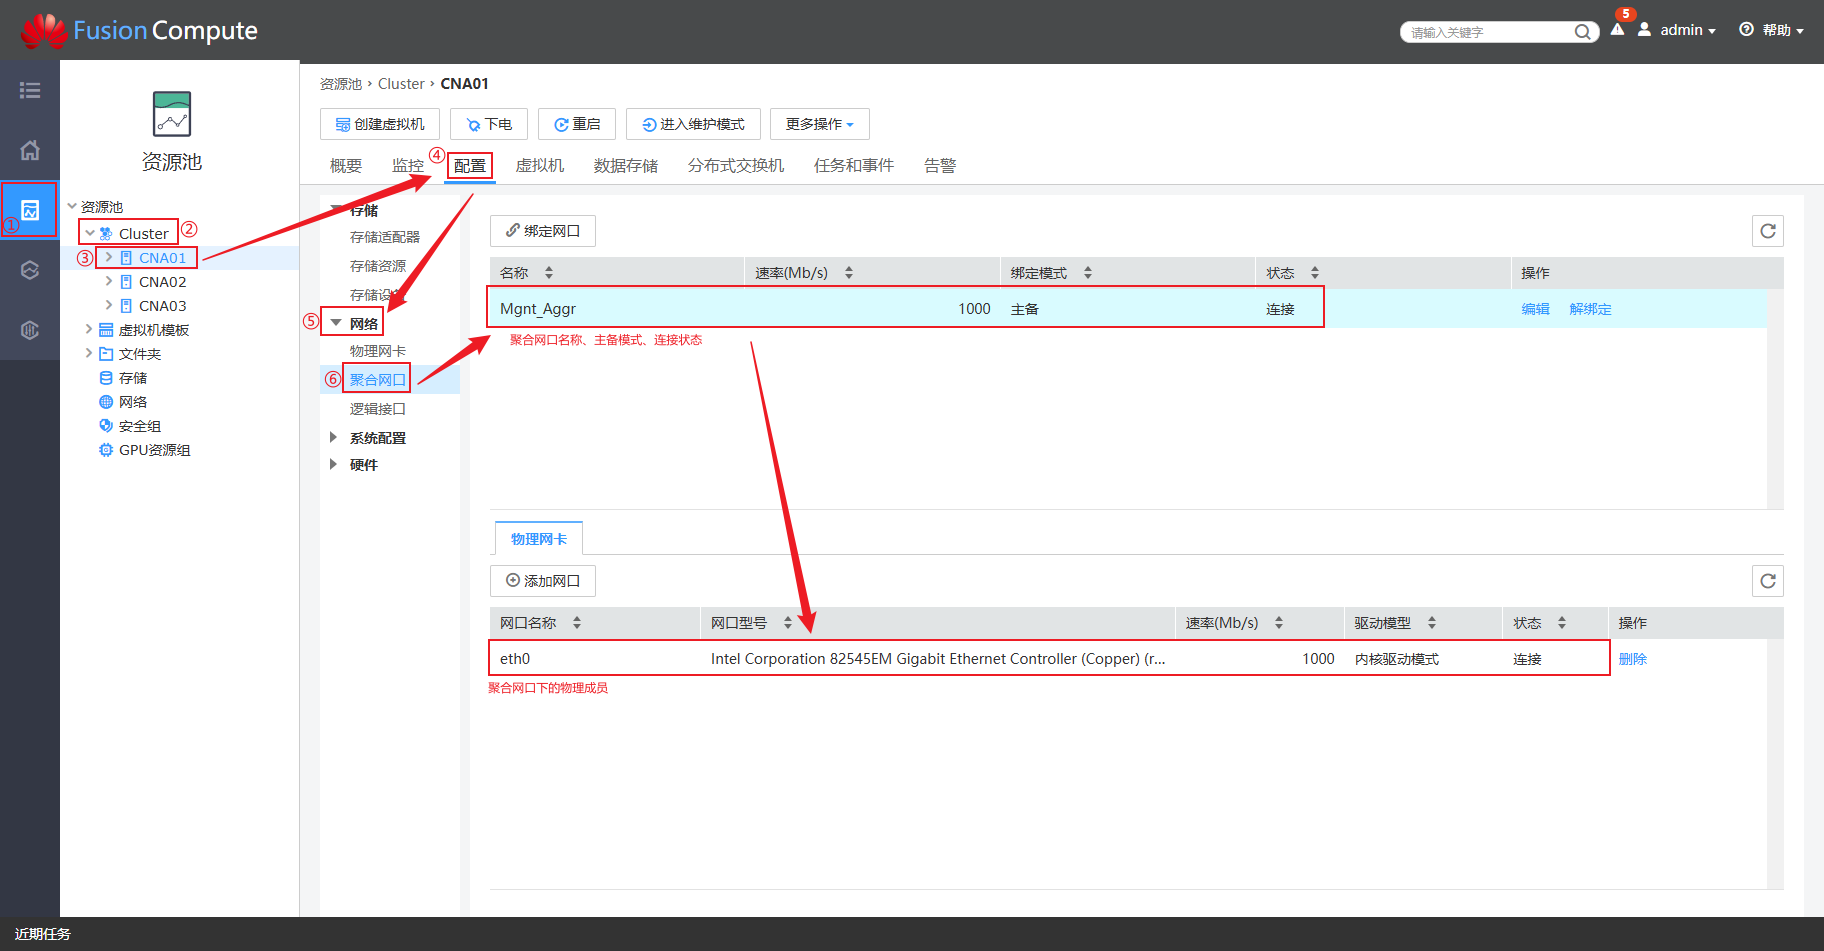 FusionCompute
请输入关键字
5
admin
帮助
资源池 › Cluster › CNA01
创建虚拟机
下电
重启
进入维护模式
更多操作
概要
监控
④
配置
虚拟机
数据存储
分布式交换机
任务和事件
告警
资源池
①
资源池
Cluster
②
③
CNA01
CNA02
CNA03
虚拟机模板
文件夹
存储
网络
安全组
GPU资源组
存储
存储适配器
存储资源
⑤
网络
物理网卡
⑥
聚合网口
逻辑接口
系统配置
硬件
绑定网口
名称 速率(Mb/s) 绑定模式 状态 操作
Mgnt_Aggr 1000 主备 连接 编辑 解绑定
聚合网口名称、主备模式、连接状态
物理网卡
添加网口
网口名称 网口型号 速率(Mb/s) 驱动模型 状态 操作
eth0 Intel Corporation 82545EM Gigabit Ethernet Controller (Copper) (r... 1000 内核驱动模式 连接 删除
聚合网口下的物理成员
近期任务